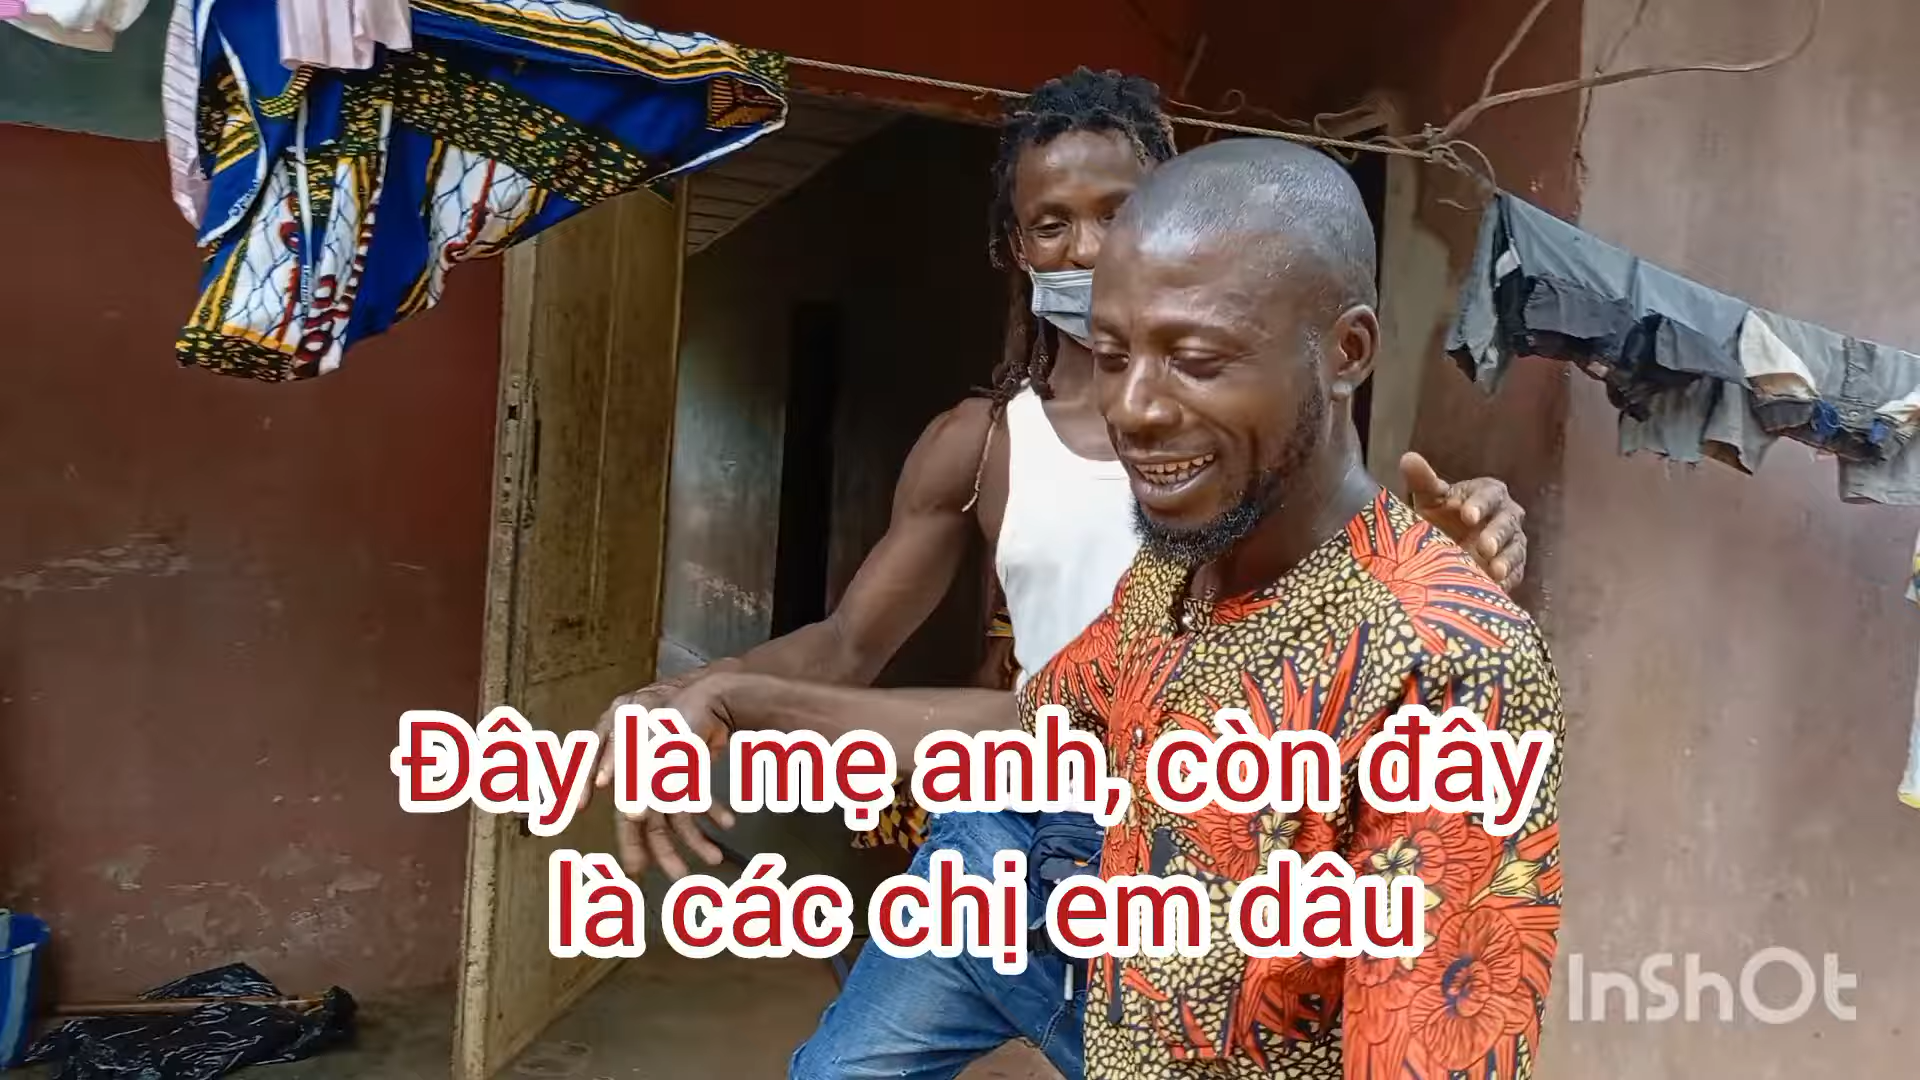 Đây là mẹ anh, còn đây
là các chị em dâu
InShOt